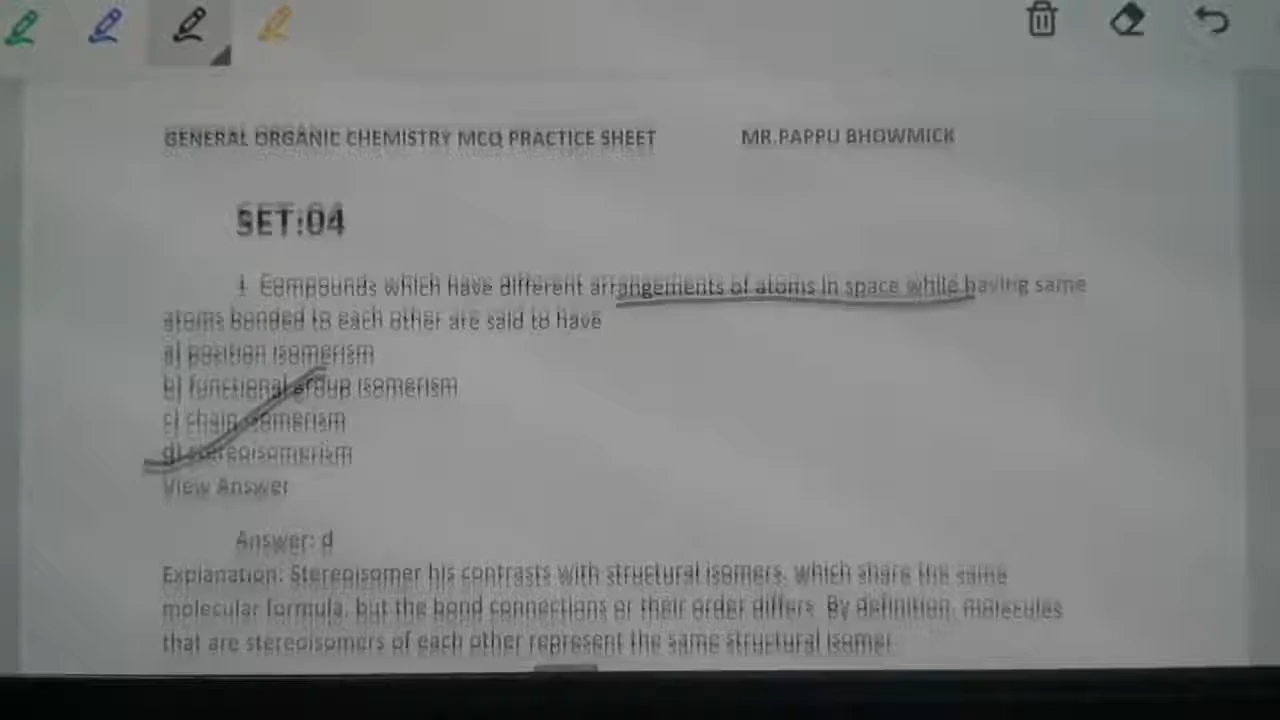 GENERAL ORGANIC CHEMISTRY MCQ PRACTICE SHEET MR.PAPPU BHOWMICK
SET:04
1 Compounds which have different arrangements of atoms in space while having same
atoms bonded to each other are said to have
a) position isomerism
b) functional group isomerism
c) chain isomerism
d) stereoisomerism
View Answer
Answer: d
Explanation: Stereoisomer his contrasts with structural isomers, which share the same
molecular formula, but the bond connections or their order differs. By definition, molecules
that are stereoisomers of each other represent the same structural isomer.